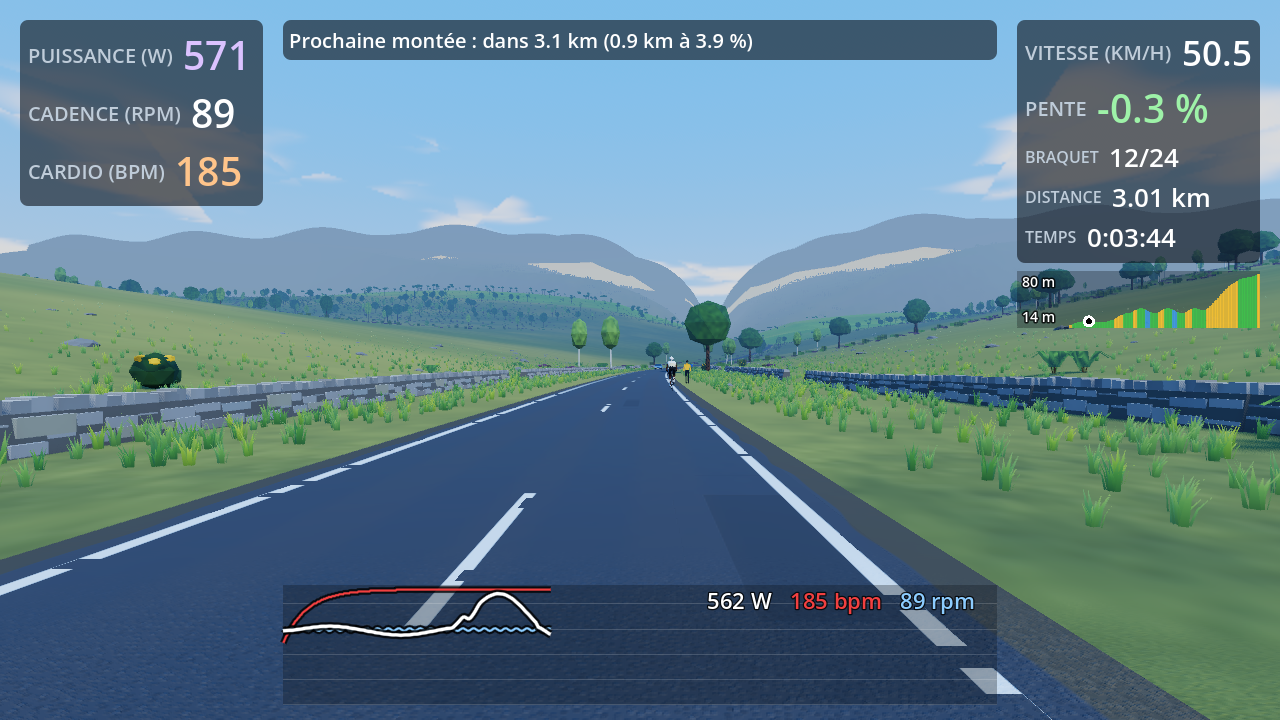 PUISSANCE (W) 571
CADENCE (RPM) 89
CARDIO (BPM) 185
Prochaine montée : dans 3.1 km (0.9 km à 3.9 %)
VITESSE (KM/H) 50.5
PENTE -0.3 %
BRAQUET 12/24
DISTANCE 3.01 km
TEMPS 0:03:44
80 m
14 m
562 W 185 bpm 89 rpm